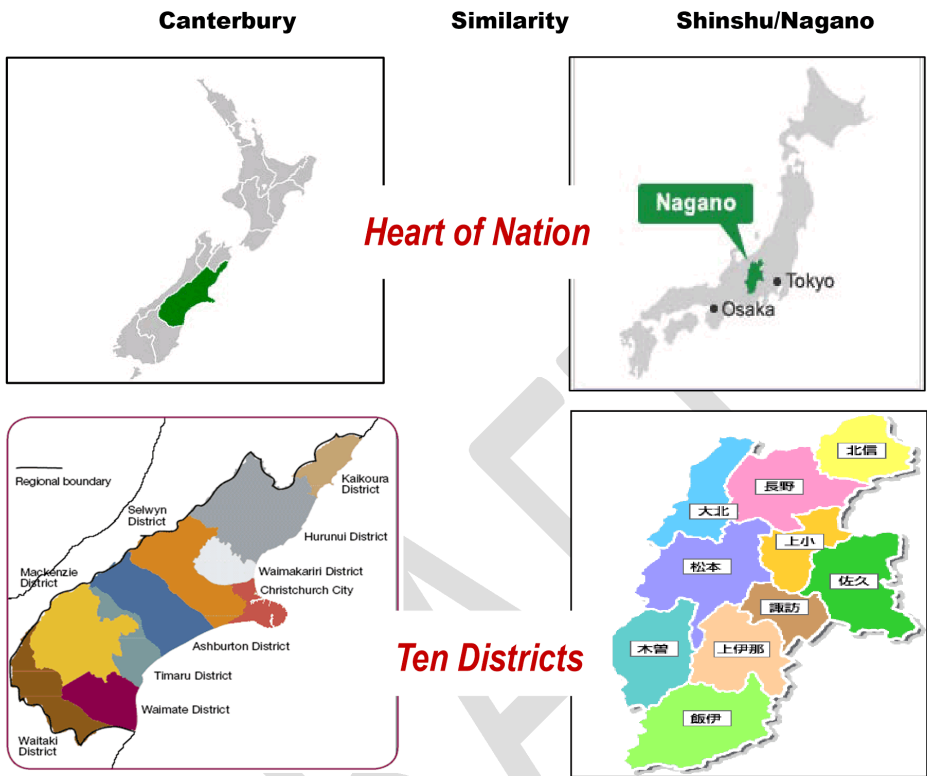 Canterbury
Similarity
Shinshu/Nagano
Heart of Nation
Nagano
Tokyo
Osaka
Regional boundary
Kaikoura
District
Selwyn
District
Hurunui District
Waimakariri District
Mackenzie
District
Christchurch City
Ashburton District
Timaru District
Waimate District
Waitaki
District
Ten Districts
北信
長野
大北
上小
松本
佐久
諏訪
木曽
上伊那
飯伊